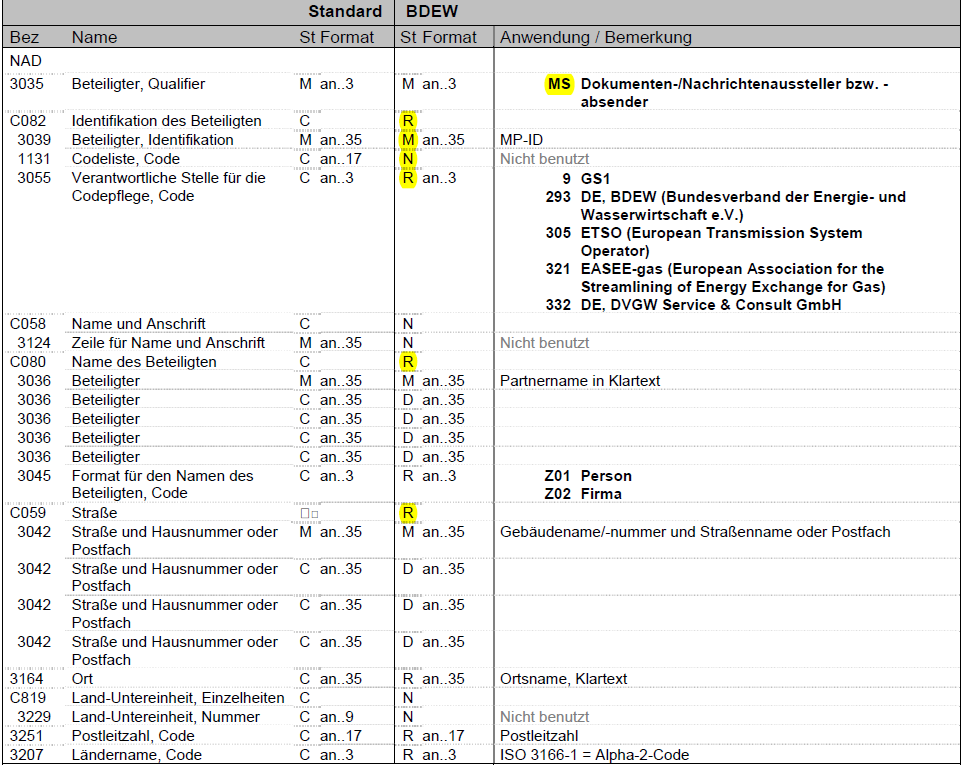 Standard BDEW
Bez Name St Format St Format Anwendung / Bemerkung
NAD
3035 Beteiligter, Qualifier M an..3 M an..3 MS Dokumenten-/Nachrichtenaussteller bzw. -
absender
C082 Identifikation des Beteiligten C R
3039 Beteiligter, Identifikation M an..35 M an..35 MP-ID
1131 Codeliste, Code C an..17 N Nicht benutzt
3055 Verantwortliche Stelle für die C an..3 R an..3 9 GS1
Codepflege, Code 293 DE, BDEW (Bundesverband der Energie- und
Wasserwirtschaft e.V.)
305 ETSO (European Transmission System
Operator)
321 EASEE-gas (European Association for the
Streamlining of Energy Exchange for Gas)
332 DE, DVGW Service & Consult GmbH
C058 Name und Anschrift C N
3124 Zeile für Name und Anschrift M an..35 N Nicht benutzt
C080 Name des Beteiligten C R
3036 Beteiligter M an..35 M an..35 Partnername in Klartext
3036 Beteiligter C an..35 D an..35
3036 Beteiligter C an..35 D an..35
3036 Beteiligter C an..35 D an..35
3036 Beteiligter C an..35 D an..35
3045 Format für den Namen des C an..3 R an..3 Z01 Person
Beteiligten, Code Z02 Firma
C059 Straße R
3042 Straße und Hausnummer oder M an..35 M an..35 Gebäudename/-nummer und Straßenname oder Postfach
Postfach
3042 Straße und Hausnummer oder C an..35 D an..35
Postfach
3042 Straße und Hausnummer oder C an..35 D an..35
Postfach
3042 Straße und Hausnummer oder C an..35 D an..35
Postfach
3164 Ort C an..35 R an..35 Ortsname, Klartext
C819 Land-Untereinheit, Einzelheiten C N
3229 Land-Untereinheit, Nummer C an..9 N Nicht benutzt
3251 Postleitzahl, Code C an..17 R an..17 Postleitzahl
3207 Ländername, Code C an..3 R an..3 ISO 3166-1 = Alpha-2-Code